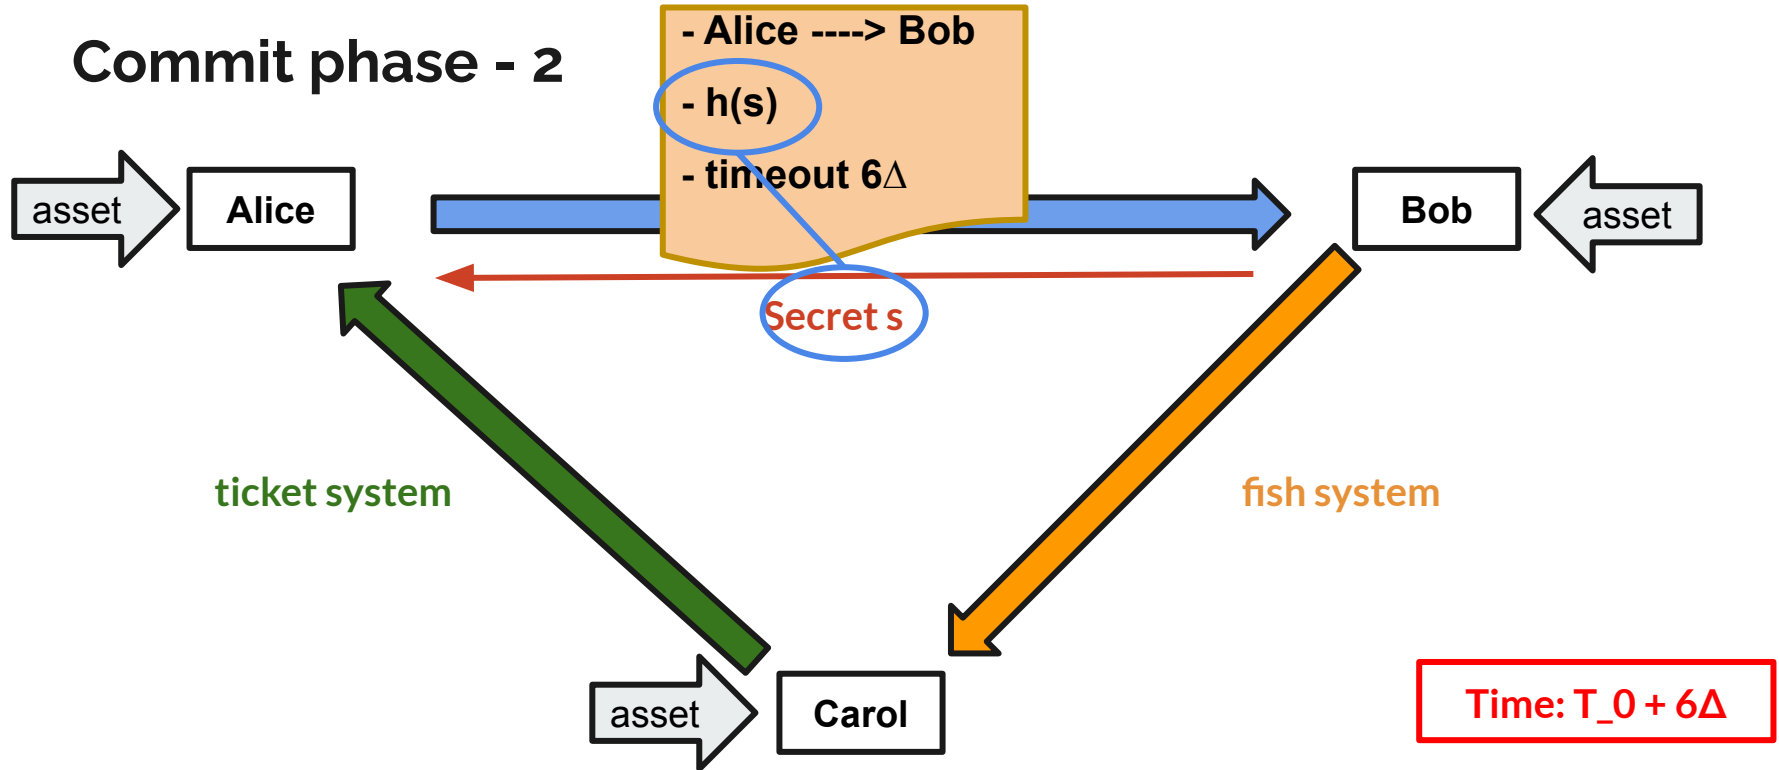 Commit phase - 2
- Alice ----> Bob
- h(s)
- timeout 6Δ
asset
Alice
Bob
asset
Secret s
ticket system
fish system
asset
Carol
Time: T_0 + 6Δ